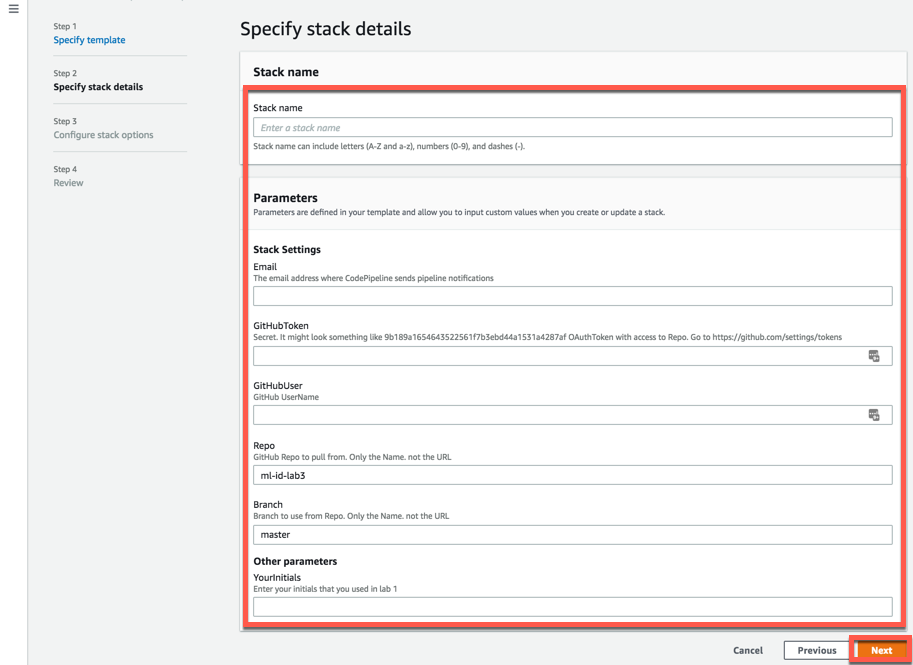 Step 1
Specify template
Step 2
Specify stack details
Step 3
Configure stack options
Step 4
Review
Specify stack details
Stack name
Stack name
Enter a stack name
Stack name can include letters (A-Z and a-z), numbers (0-9), and dashes (-).
Parameters
Parameters are defined in your template and allow you to input custom values when you create or update a stack.
Stack Settings
Email
The email address where CodePipeline sends pipeline notifications
GitHubToken
Secret. It might look something like 9b189a1654643522561f7b3ebd44a1531a4287af OAuthToken with access to Repo. Go to https://github.com/settings/tokens
GitHubUser
GitHub UserName
Repo
GitHub Repo to pull from. Only the Name. not the URL
ml-id-lab3
Branch
Branch to use from Repo. Only the Name. not the URL
master
Other parameters
YourInitials
Enter your initials that you used in lab 1
Cancel
Previous
Next